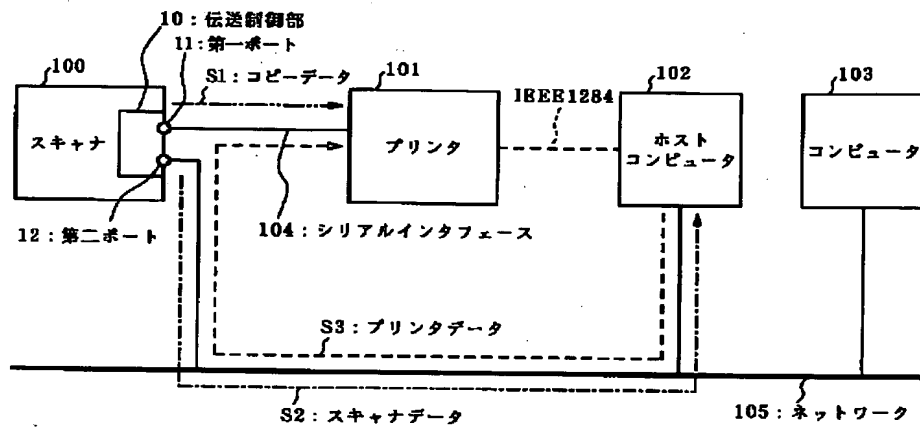 10：伝送制御部
11：第一ポート
100
S1：コピーデータ
101
IEEE1284
102
103
スキャナ
プリンタ
ホスト
コンピュータ
コンピュータ
12：第二ポート
104：シリアルインタフェース
S3：プリンタデータ
S2：スキャナデータ
105：ネットワーク